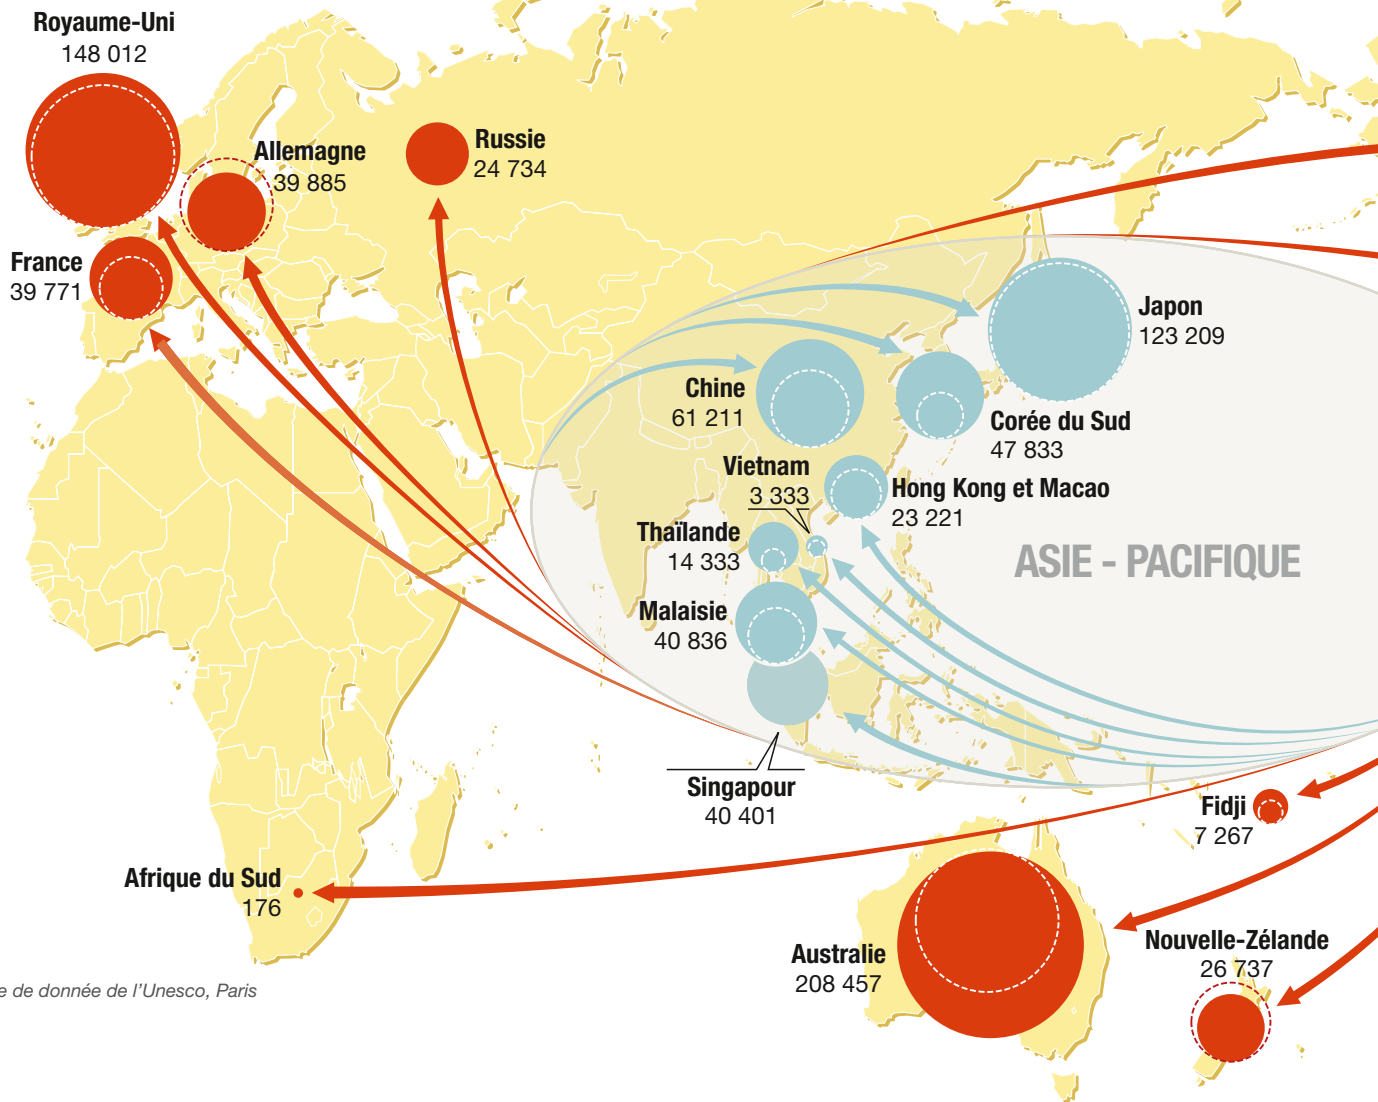 Royaume-Uni
148 012
Allemagne
39 885
Russie
24 734
France
39 771
Japon
123 209
Chine
61 211
Corée du Sud
47 833
Vietnam
3 333
Hong Kong et Macao
23 221
Thaïlande
14 333
ASIE - PACIFIQUE
Malaisie
40 836
Singapour
40 401
Fidji
7 267
Afrique du Sud
176
Australie
208 457
Nouvelle-Zélande
26 737
e de donnée de l'Unesco, Paris